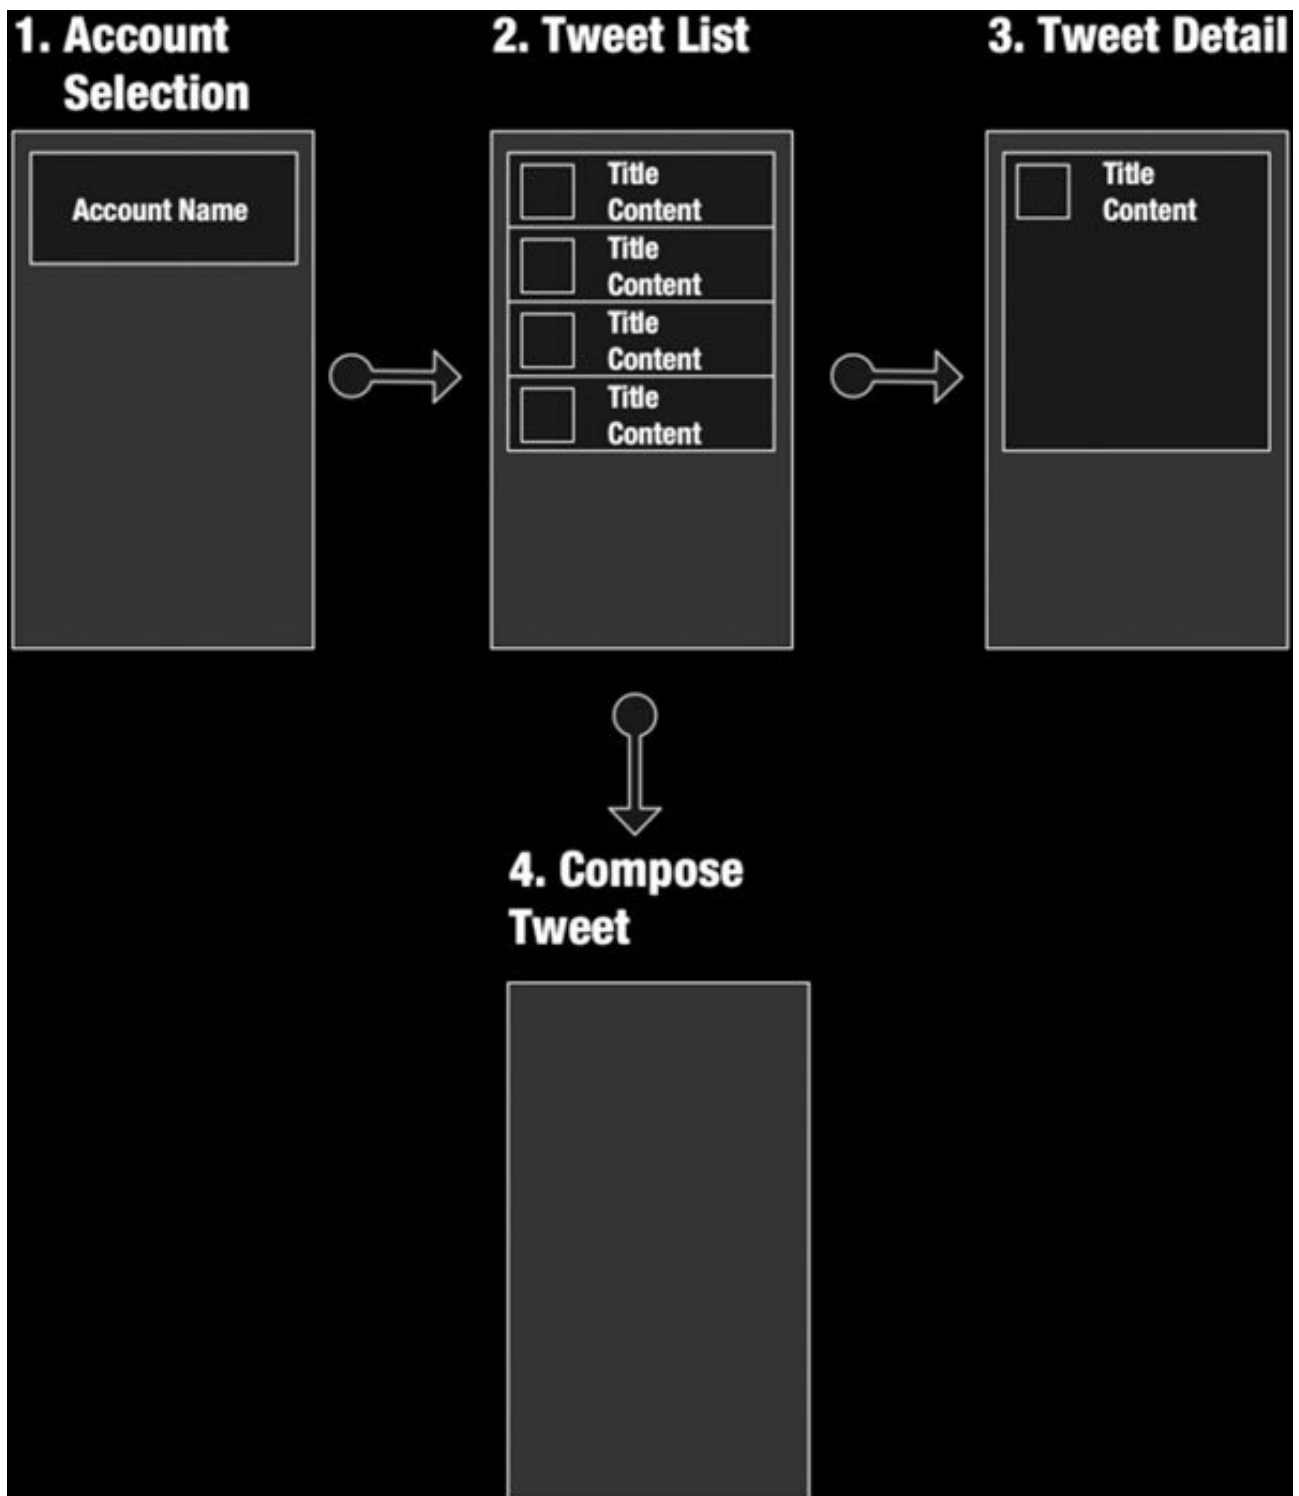 1. Account
Selection
Account Name
2. Tweet List
Title
Content
Title
Content
Title
Content
Title
Content
3. Tweet Detail
Title
Content
4. Compose
Tweet